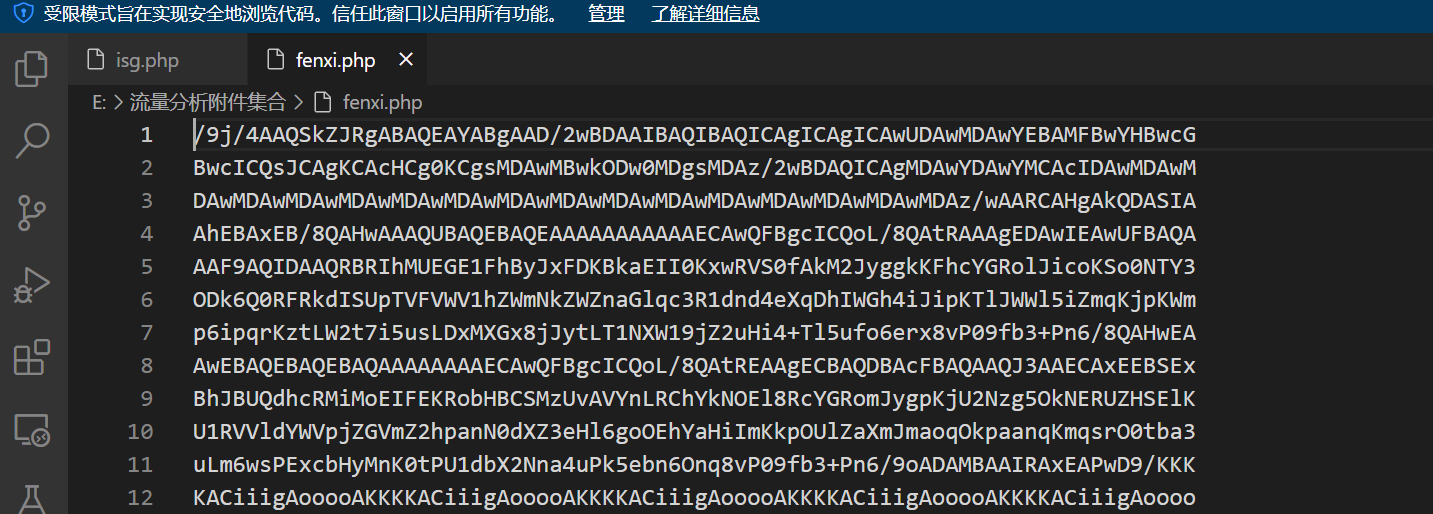 受限模式旨在实现安全地浏览代码。信任此窗口以启用所有功能。 管理 了解详细信息
isg.php fenxi.php
E: > 流量分析附件集合 > fenxi.php
1 /9j/4AAQSkZJRgABAQEAYABgAAD/2wBDAAIBAQIBAQICAgICAgICAwUDAwMDAwYEBAMFBwYHBwcG
2 BwcICQsJCAgKCAcHCg0KCgsMDAwMBwkODw0MDgsMDAz/2wBDAQICAgMDAwYDAwYMCAcIDAwMDAwM
3 DAwMDAwMDAwMDAwMDAwMDAwMDAwMDAwMDAwMDAwMDAwMDAwMDAwMDAwMDAz/wAARCAHgAkQDASIA
4 AhEBAxEB/8QAHwAAAQUBAQEBAQEAAAAAAAAAAAECAwQFBgcICQoL/8QAtRAAAgEDAwIEAwUFBAQA
5 AAF9AQIDAAQRBRIhMUEGE1FhByJxFDKBkaEII0KxwRVS0fAkM2JyggkKFhcYGRolJicoKSo0NTY3
6 ODk6Q0RFRkdISUpTVFVWV1hZWmNkZWZnaGlqc3R1dnd4eXqDhIWGh4iJipKTlJWWl5iZmqKjpKWm
7 p6ipqrKztLW2t7i5usLDxMXGx8jJytLT1NXW19jZ2uHi4+Tl5ufo6erx8vP09fb3+Pn6/8QAHwEA
8 AwEBAQEBAQEBAQAAAAAAAAECAwQFBgcICQoL/8QAtREAAgECBAQDBAcFBAQAAQJ3AAECAxEEBSEx
9 BhJBUQdhcRMiMoEIFEKRobHBCSMzUvAVYnLRChYkNOEl8RcYGRomJygpKjU2Nzg5OkNERUZHSElK
10 U1RVVldYWVpjZGVmZ2hpanN0dXZ3eHl6goOEhYaHiImKkpOUlZaXmJmaoqOkpaanqKmqsrO0tba3
11 uLm6wsPExcbHyMnK0tPU1dbX2Nna4uPk5ebn6Onq8vP09fb3+Pn6/9oADAMBAAIRAxEAPwD9/KKK
12 KACiiigAooooAKKKKACiiigAooooAKKKKACiiigAooooAKKKKACiiigAooooAKKKKACiiigAoooo